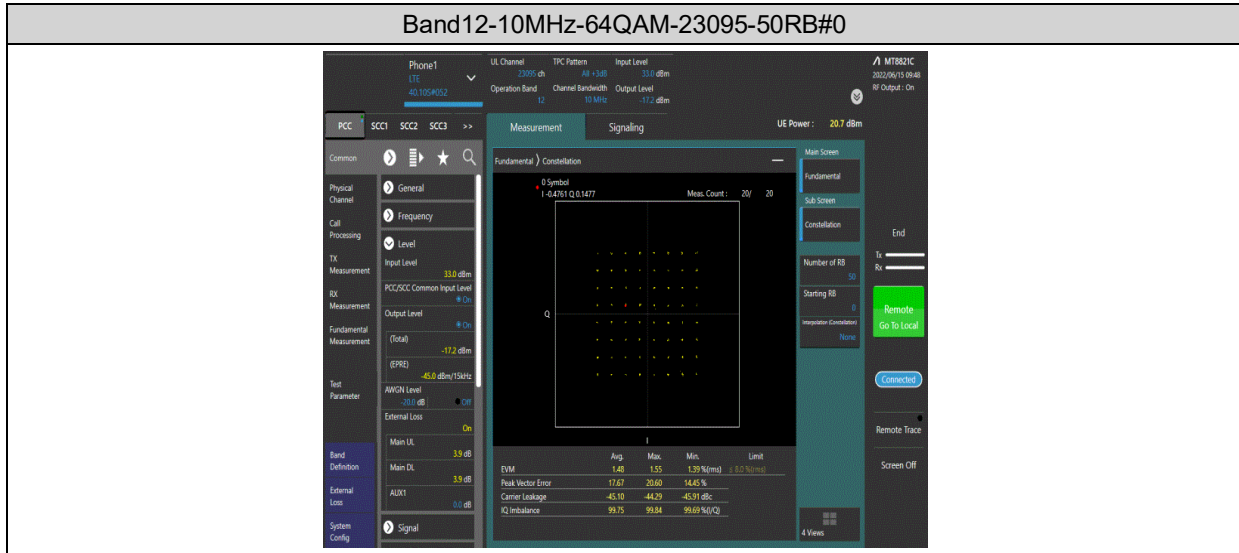 Band12-10MHz-64QAM-23095-50RB#0
Phone1
LTE
40.10S#052
UL Channel TPC Pattern Input Level
23095 ch All +3dB 33.0 dBm
Operation Band Channel Bandwidth Output Level
12 10 MHz -17.2 dBm
MT8821C
2022/06/15 09:48
RF Output : On
PCC SCC1 SCC2 SCC3 >>
Measurement Signaling
UE Power : 20.7 dBm
Common
Physical
Channel
Call
Processing
TX
Measurement
RX
Measurement
Fundamental
Measurement
Test
Parameter
Band
Definition
External
Loss
System
Config
General
Frequency
Level
Input Level
33.0 dBm
PCC/SCC Common Input Level
On
Output Level
On
(Total)
-17.2 dBm
(EPRE)
-45.0 dBm/15kHz
AWGN Level
-20.0 dB Off
External Loss
On
Main UL
3.9 dB
Main DL
3.9 dB
AUX1
0.0 dB
Signal
Fundamental Constellation
0 Symbol
I -0.4761 Q 0.1477 Meas. Count : 20/ 20
Q
I
Avg. Max. Min. Limit
EVM 1.48 1.55 1.39 %(rms) ≤ 8.0 %(rms)
Peak Vector Error 17.67 20.60 14.45 %
Carrier Leakage -45.10 -44.29 -45.91 dBc
IQ Imbalance 99.75 99.84 99.69 %(I/Q)
Main Screen
Fundamental
Sub Screen
Constellation
Number of RB
50
Starting RB
0
Interpolation (Constellation)
None
4 Views
End
Tx
Rx
Remote
Go To Local
Connected
Remote Trace
Screen Off